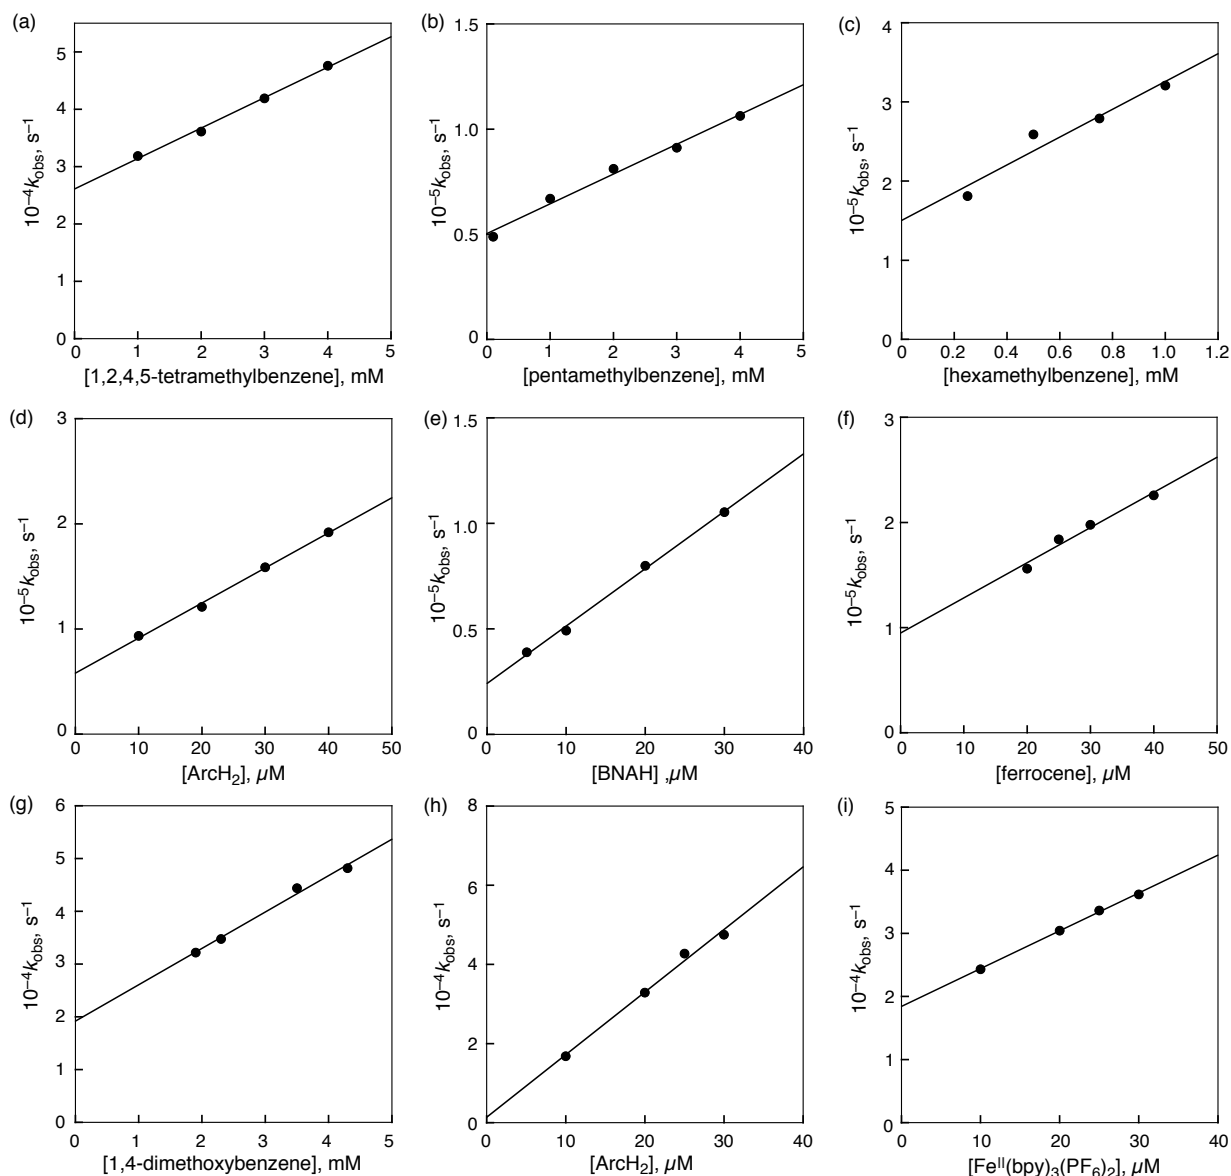 (a)
10⁻⁴k_obs, s⁻¹
5
4
3
2
1
0
0 1 2 3 4 5
[1,2,4,5-tetramethylbenzene], mM
(b)
10⁻⁵k_obs, s⁻¹
1.5
1.0
0.5
0
0 1 2 3 4 5
[pentamethylbenzene], mM
(c)
10⁻⁵k_obs, s⁻¹
4
3
2
1
0
0 0.2 0.4 0.6 0.8 1.0 1.2
[hexamethylbenzene], mM
(d)
10⁻⁵k_obs, s⁻¹
3
2
1
0
0 10 20 30 40 50
[ArcH₂], μM
(e)
10⁻⁵k_obs, s⁻¹
1.5
1.0
0.5
0
0 10 20 30 40
[BNAH] ,μM
(f)
10⁻⁵k_obs, s⁻¹
3
2
1
0
0 10 20 30 40 50
[ferrocene], μM
(g)
10⁻⁴k_obs, s⁻¹
6
5
4
3
2
1
0
0 1 2 3 4 5
[1,4-dimethoxybenzene], mM
(h)
10⁻⁴k_obs, s⁻¹
8
6
4
2
0
0 10 20 30 40
[ArcH₂], μM
(i)
10⁻⁴k_obs, s⁻¹
5
4
3
2
1
0
0 10 20 30 40
[Feᴵᴵ(bpy)₃(PF₆)₂], μM